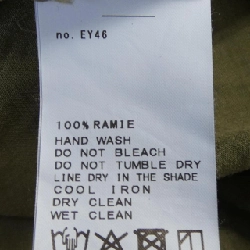 no. EY46
100% RAMIE
HAND WASH
DO NOT BLEACH
DO NOT TUMBLE DRY
LINE DRY IN THE SHADE
COOL IRON
DRY CLEAN
WET CLEAN